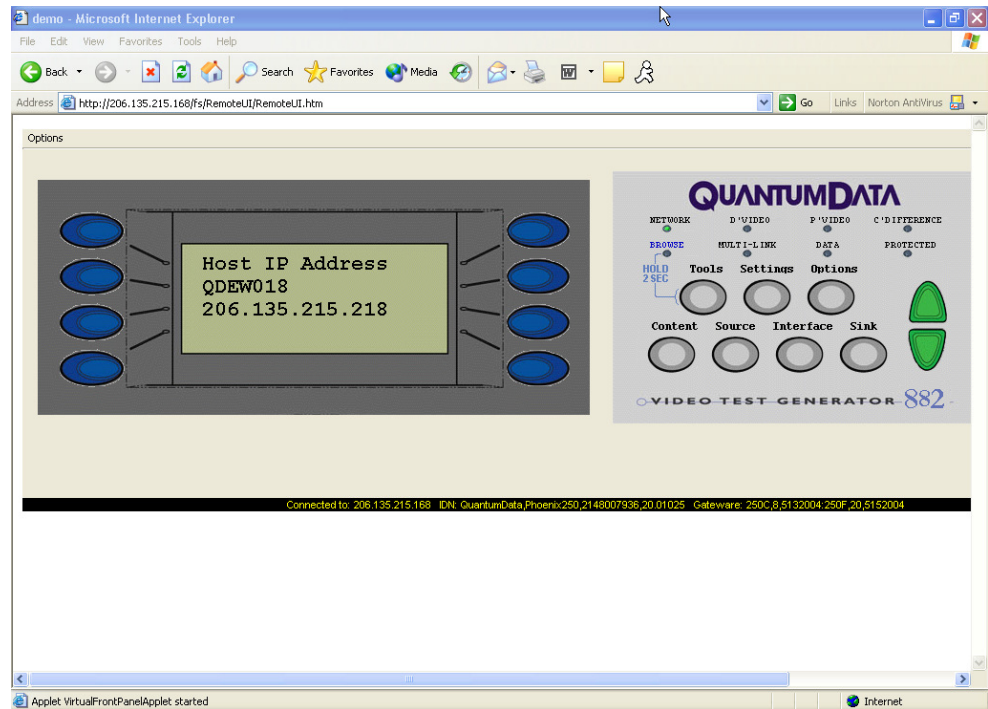 demo - Microsoft Internet Explorer
File Edit View Favorites Tools Help
Back Search Favorites Media
Address http://206.135.215.168/fs/RemoteUI/RemoteUI.htm Go Links Norton AntiVirus
Options
Host IP Address
QDEW018
206.135.215.218
QUANTUMDATA
NETWORK D'VIDEO P'VIDEO C'DIFFERENCE
BROWSE MULTI-LINK DATA PROTECTED
HOLD
2 SEC
Tools Settings Options
Content Source Interface Sink
VIDEO TEST GENERATOR 882
Connected to: 206.135.215.168 IDN: QuantumData,Phoenix250,2148007936,20.01025 Gateware: 250C,8,5132004:250F,20,5152004
Applet VirtualFrontPanelApplet started Internet